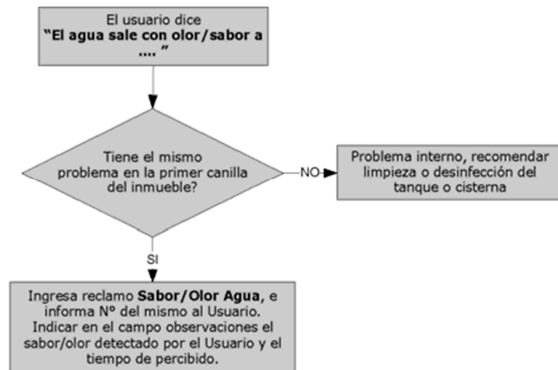 El usuario dice
“El agua sale con olor/sabor a
.... ”
Tiene el mismo
problema en la primer canilla
del inmueble?
NO
Problema interno, recomendar
limpieza o desinfección del
tanque o cisterna
SI
Ingresa reclamo Sabor/Olor Agua, e
informa N° del mismo al Usuario.
Indicar en el campo observaciones el
sabor/olor detectado por el Usuario y el
tiempo de percibido.